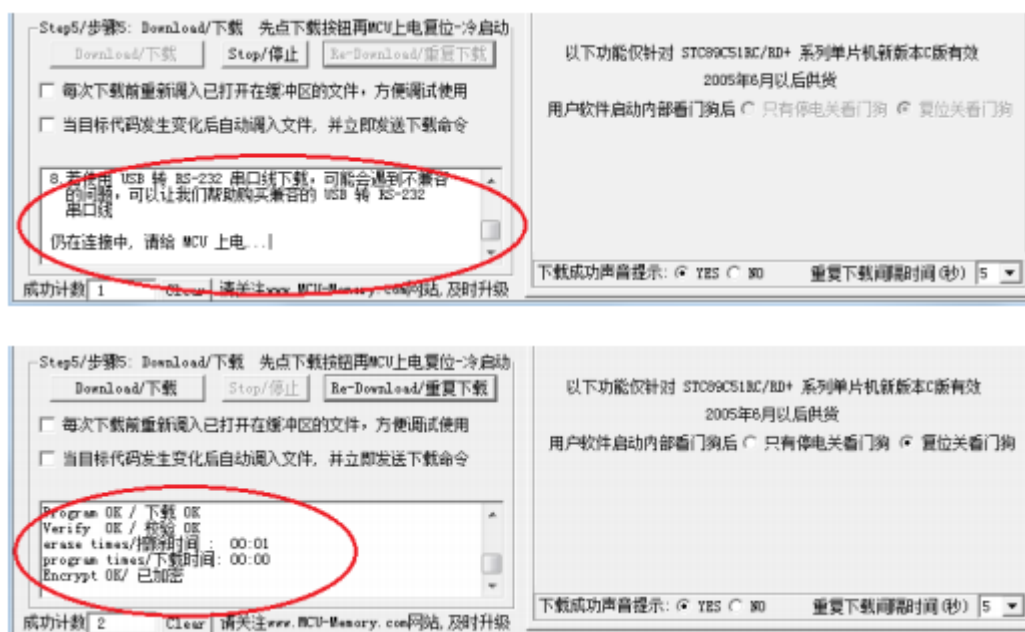 Step5/步骤5: Download/下载 先点下载按钮再MCU上电复位-冷启动
Download/下载 Stop/停止 Re-Download/重复下载
每次下载前重新调入已打开在缓冲区的文件,方便调试使用
当目标代码发生变化后自动调入文件, 并立即发送下载命令
8.若使用 USB 转 RS-232 串口线下载,可能会遇到不兼容
的问题,可以让我们帮助购买兼容的 USB 转 RS-232
串口线
仍在连接中, 请给 MCU 上电...
成功计数 1 Clear 请关注www.MCU-Memory.com网站,及时升级
以下功能仅针对 STC89C51RC/RD+ 系列单片机新版本C版有效
2005年6月以后供货
用户软件启动内部看门狗后 只有停电关看门狗 复位关看门狗
下载成功声音提示: YES NO 重复下载间隔时间(秒) 5
Step5/步骤5: Download/下载 先点下载按钮再MCU上电复位-冷启动
Download/下载 Stop/停止 Re-Download/重复下载
每次下载前重新调入已打开在缓冲区的文件,方便调试使用
当目标代码发生变化后自动调入文件, 并立即发送下载命令
Program OK / 下载 OK
Verify OK / 校验 OK
erase times/擦除时间 : 00:01
program times/下载时间: 00:00
Encrypt OK/ 已加密
成功计数 2 Clear 请关注www.MCU-Memory.com网站,及时升级
以下功能仅针对 STC89C51RC/RD+ 系列单片机新版本C版有效
2005年6月以后供货
用户软件启动内部看门狗后 只有停电关看门狗 复位关看门狗
下载成功声音提示: YES NO 重复下载间隔时间(秒) 5